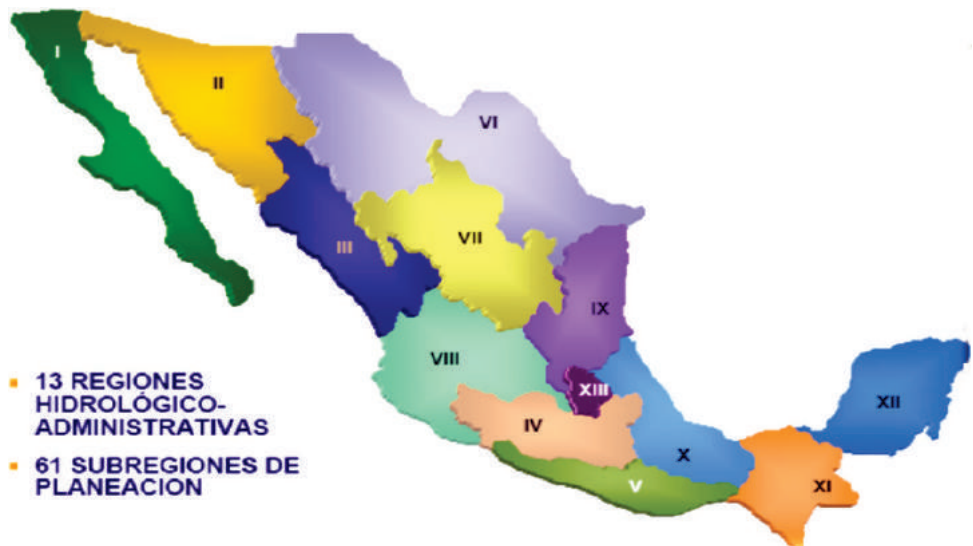 I
II
VI
III
VII
IX
VIII
XIII
XII
IV
X
V
XI
13 REGIONES
HIDROLÓGICO-
ADMINISTRATIVAS
61 SUBREGIONES DE
PLANEACION